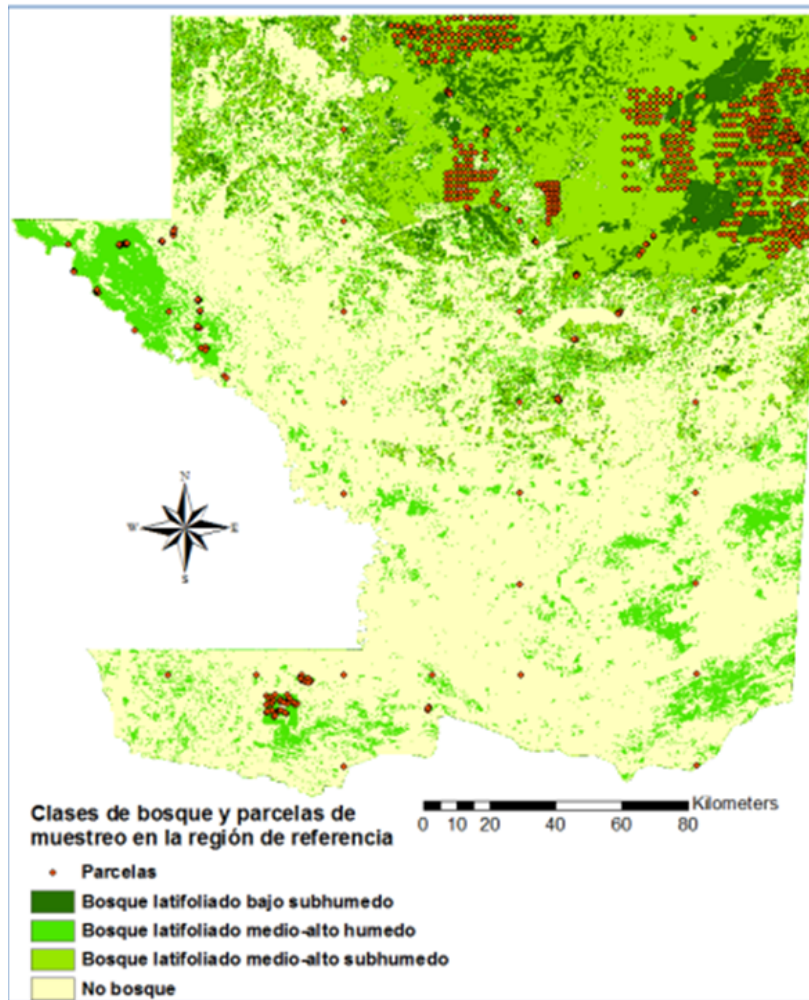 N
W E
S
Clases de bosque y parcelas de
muestreo en la región de referencia
Kilometers
0 10 20 40 60 80
Parcelas
Bosque latifoliado bajo subhumedo
Bosque latifoliado medio-alto humedo
Bosque latifoliado medio-alto subhumedo
No bosque